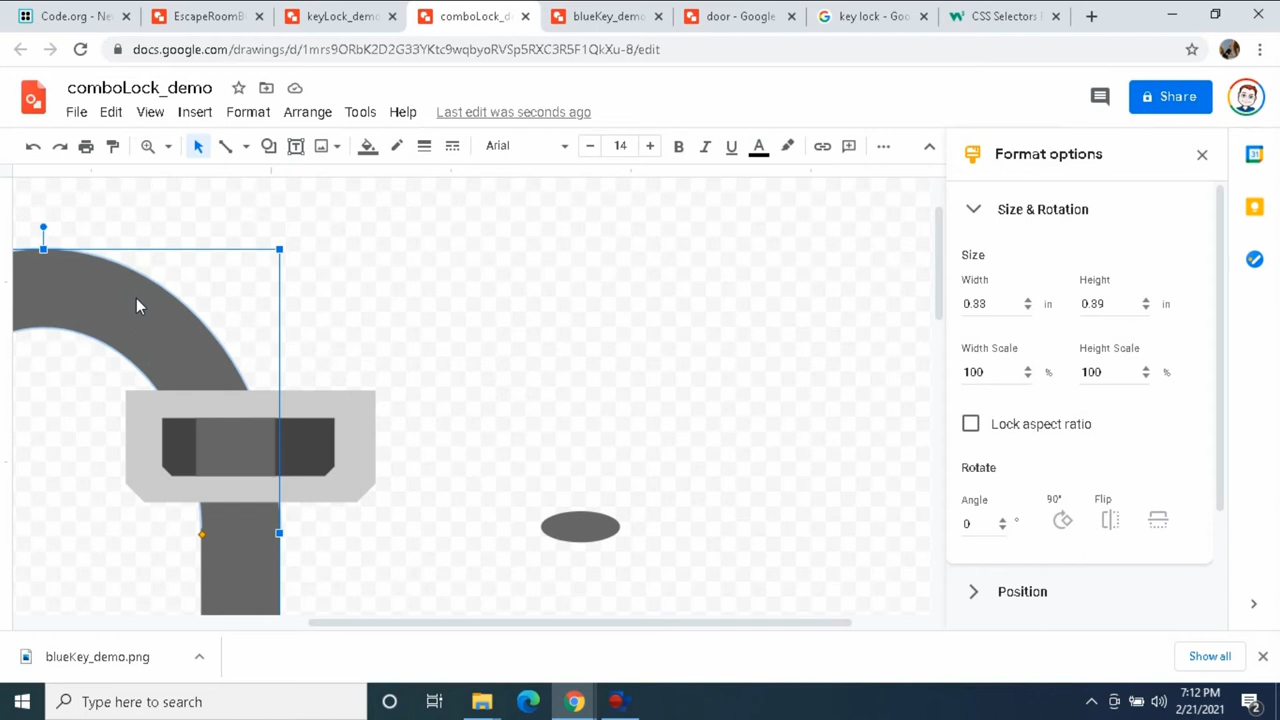 Code.org - Ne
EscapeRoomB
keyLock_demo
comboLock_d
blueKey_demo
door - Google
key lock - Goo
CSS Selectors
docs.google.com/drawings/d/1mrs9ORbK2D2G33YKtc9wqbyoRVSp5RXC3R5F1QkXu-8/edit
comboLock_demo
File Edit View Insert Format Arrange Tools Help Last edit was seconds ago
Share
Arial 14
Format options
Size & Rotation
Size
Width Height
0.33 in 0.39 in
Width Scale Height Scale
100 % 100 %
Lock aspect ratio
Rotate
Angle 90° Flip
0 °
Position
blueKey_demo.png
Show all
Type here to search
7:12 PM
2/21/2021
2